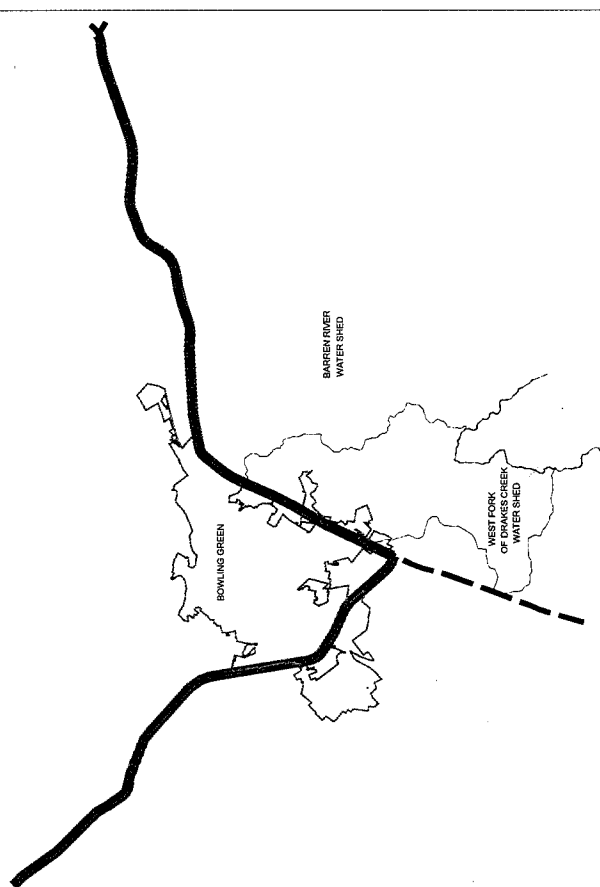 BARREN RIVER
WATER SHED
BOWLING GREEN
WEST FORK
OF DRAKES CREEK
WATER SHED